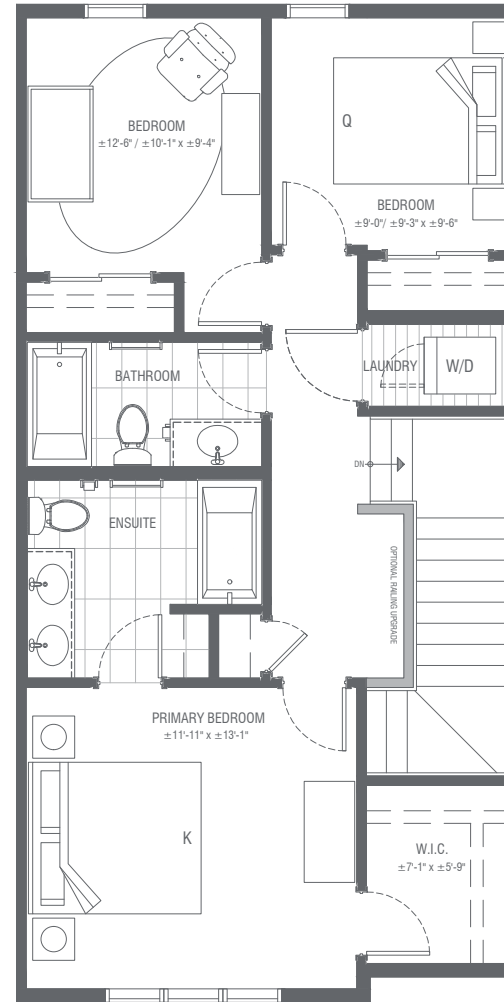 BEDROOM
±12'-6" / ±10'-1" x ±9'-4"
Q
BEDROOM
±9'-0"/ ±9'-3" x ±9'-6"
BATHROOM
LAUNDRY
W/D
DN
ENSUITE
OPTIONAL RAILING UPGRADE
PRIMARY BEDROOM
±11'-11" x ±13'-1"
K
W.I.C.
±7'-1" x ±5'-9"